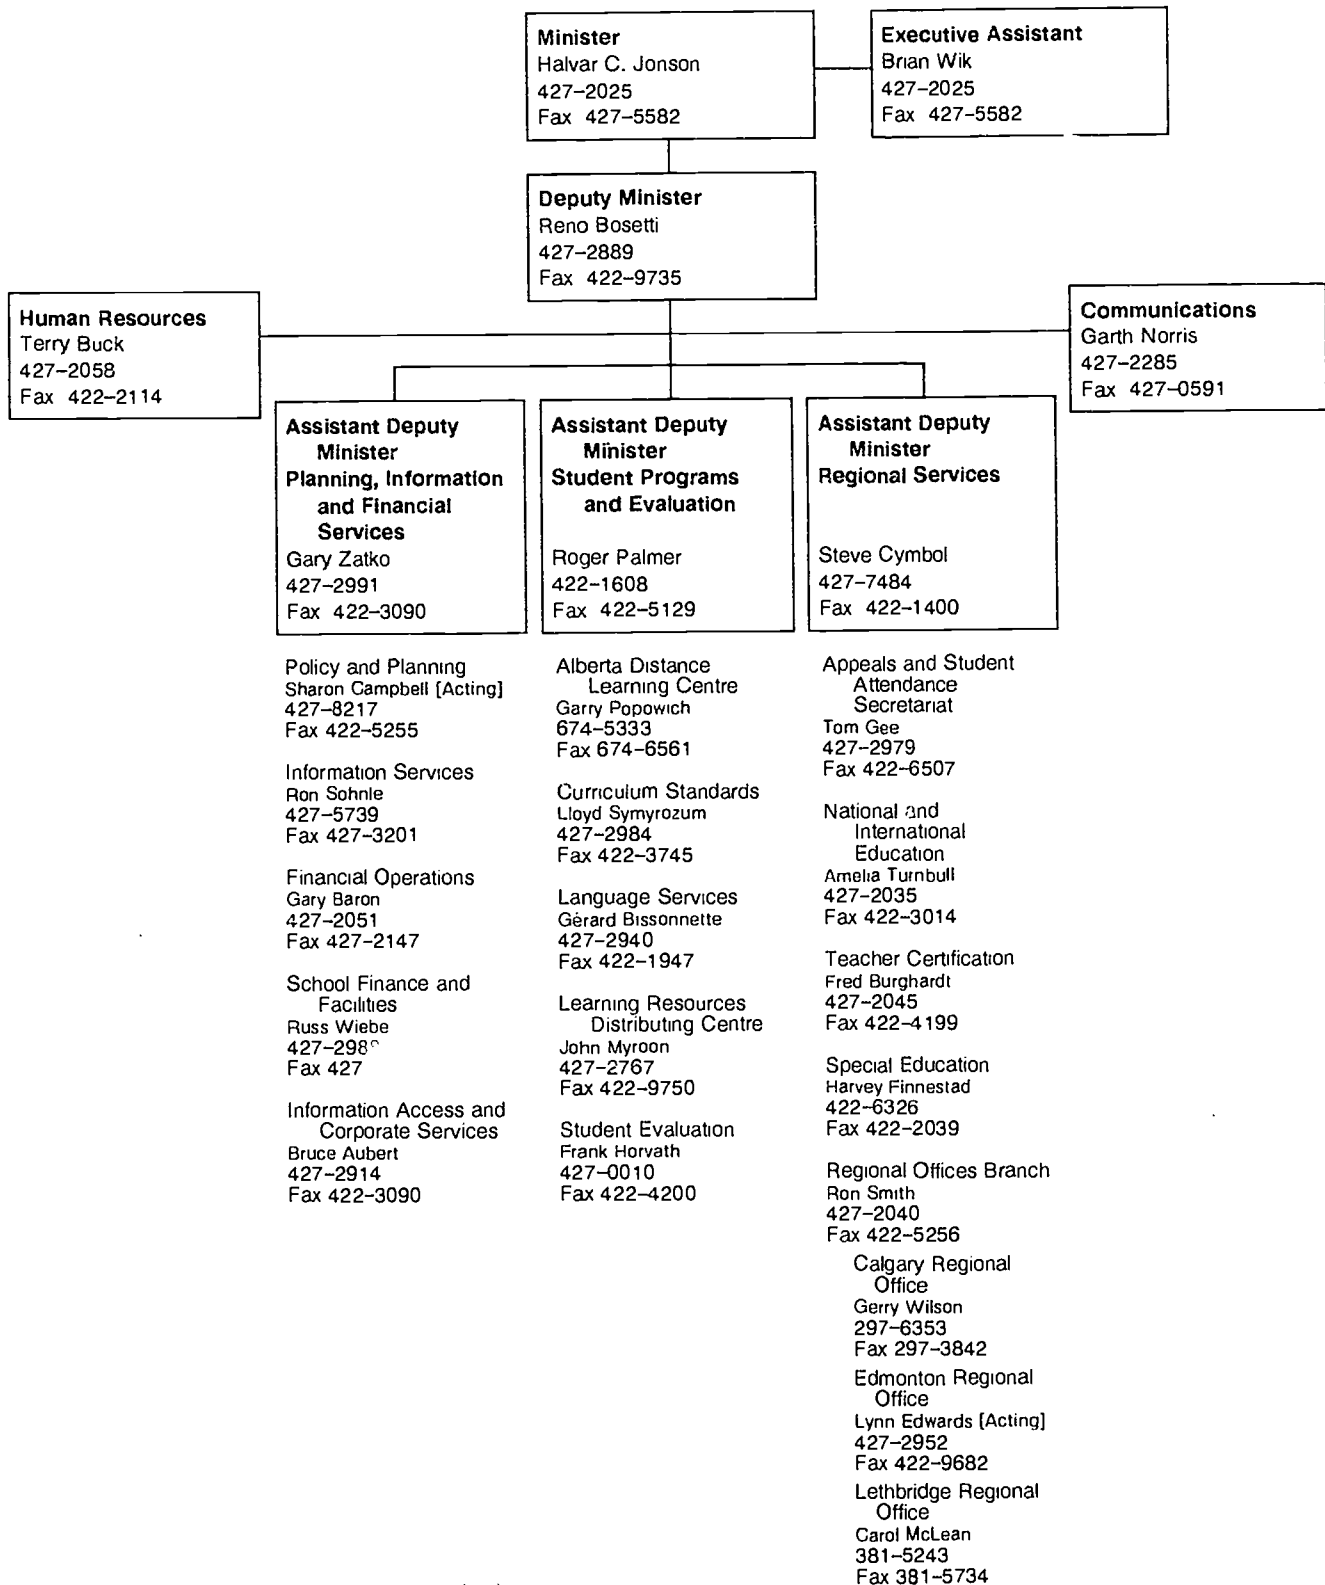 Minister
Halvar C. Jonson
427–2025
Fax 427–5582
Executive Assistant
Brian Wik
427–2025
Fax 427–5582
Deputy Minister
Reno Bosetti
427–2889
Fax 422–9735
Human Resources
Terry Buck
427–2058
Fax 422–2114
Communications
Garth Norris
427–2285
Fax 427–0591
Assistant Deputy
Minister
Planning, Information
and Financial
Services
Gary Zatko
427–2991
Fax 422–3090
Assistant Deputy
Minister
Student Programs
and Evaluation
Roger Palmer
422–1608
Fax 422–5129
Assistant Deputy
Minister
Regional Services
Steve Cymbol
427–7484
Fax 422–1400
Policy and Planning
Sharon Campbell [Acting]
427–8217
Fax 422–5255
Information Services
Ron Sohnle
427–5739
Fax 427–3201
Financial Operations
Gary Baron
427–2051
Fax 427–2147
School Finance and
Facilities
Russ Wiebe
Fax 427
Information Access and
Corporate Services
Bruce Aubert
427–2914
Fax 422–3090
Alberta Distance
Learning Centre
Garry Popowich
674–5333
Fax 674–6561
Curriculum Standards
Lloyd Symyrozum
427–2984
Fax 422–3745
Language Services
Gérard Bissonnette
427–2940
Fax 422–1947
Learning Resources
Distributing Centre
John Myroon
427–2767
Fax 422–9750
Student Evaluation
Frank Horvath
427–0010
Fax 422–4200
Appeals and Student
Attendance
Secretariat
Tom Gee
427–2979
Fax 422–6507
National and
International
Education
Amelia Turnbull
427–2035
Fax 422–3014
Teacher Certification
Fred Burghardt
427–2045
Fax 422–4199
Special Education
Harvey Finnestad
422–6326
Fax 422–2039
Regional Offices Branch
Ron Smith
427–2040
Fax 422–5256
Calgary Regional
Office
Gerry Wilson
297–6353
Fax 297–3842
Edmonton Regional
Office
Lynn Edwards [Acting]
427–2952
Fax 422–9682
Lethbridge Regional
Office
Carol McLean
381–5243
Fax 381–5734